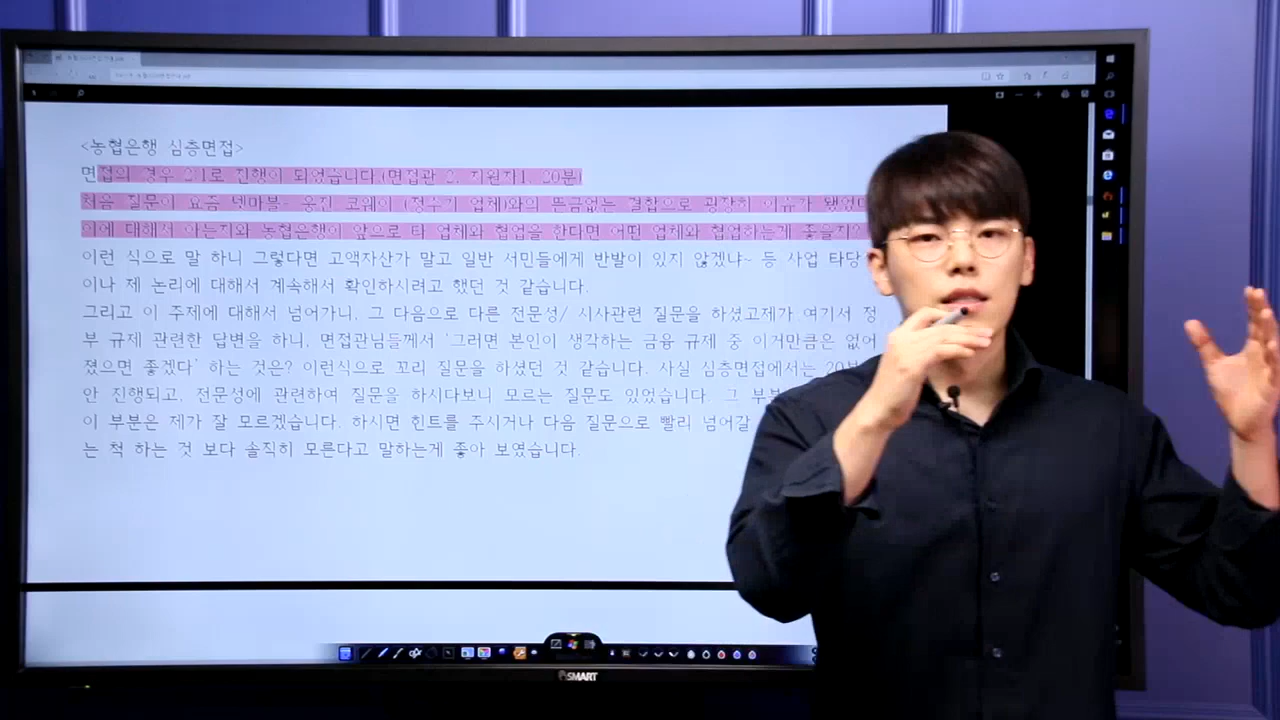 <농협은행 심층면접>
면접의 경우 2:1로 진행이 되었습니다.(면접관 2, 지원자1, 20분)
처음 질문이 요즘 넷마블- 웅진 코웨이 (정수기 업체)와의 뜬금없는 결합으로 굉장히 이슈가 됐었
이에 대해서 아는지와 농협은행이 앞으로 타 업체와 협업을 한다면 어떤 업체와 협업하는게 좋을지
이런 식으로 말 하니 그렇다면 고액자산가 말고 일반 서민들에게 반발이 있지 않겠냐~ 등 사업 타당
이나 제 논리에 대해서 계속해서 확인하시려고 했던 것 같습니다.
그리고 이 주제에 대해서 넘어가니, 그 다음으로 다른 전문성/ 시사관련 질문을 하셨고제가 여기서 정
부 규제 관련한 답변을 하니, 면접관님들께서 '그러면 본인이 생각하는 금융 규제 중 이거만큼은 없어
졌으면 좋겠다' 하는 것은? 이런식으로 꼬리 질문을 하셨던 것 같습니다. 사실 심층면접에서는 20분
안 진행되고, 전문성에 관련하여 질문을 하시다보니 모르는 질문도 있었습니다. 그 부
이 부분은 제가 잘 모르겠습니다. 하시면 힌트를 주시거나 다음 질문으로 빨리 넘어갈
는 척 하는 것 보다 솔직히 모른다고 말하는게 좋아 보였습니다.
SMART